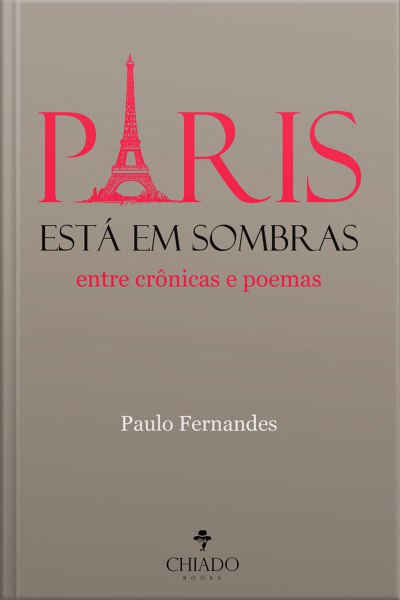 PARIS
ESTÁ EM SOMBRAS
entre crônicas e poemas
Paulo Fernandes
CHIADO
BOOKS